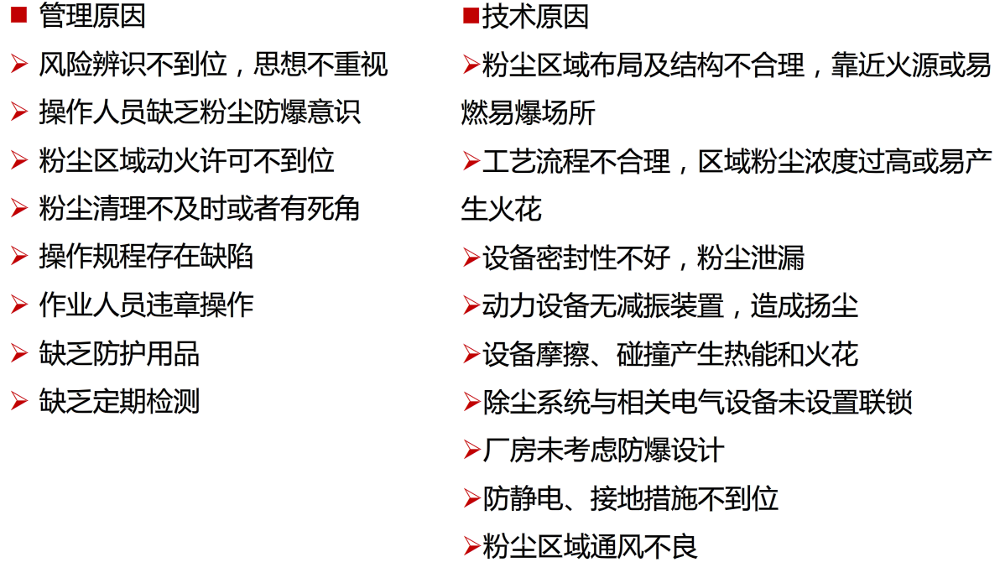 管理原因
风险辨识不到位，思想不重视
操作人员缺乏粉尘防爆意识
粉尘区域动火许可不到位
粉尘清理不及时或者有死角
操作规程存在缺陷
作业人员违章操作
缺乏防护用品
缺乏定期检测
技术原因
粉尘区域布局及结构不合理，靠近火源或易
燃易爆场所
工艺流程不合理，区域粉尘浓度过高或易产
生火花
设备密封性不好，粉尘泄漏
动力设备无减振装置，造成扬尘
设备摩擦、碰撞产生热能和火花
除尘系统与相关电气设备未设置联锁
厂房未考虑防爆设计
防静电、接地措施不到位
粉尘区域通风不良